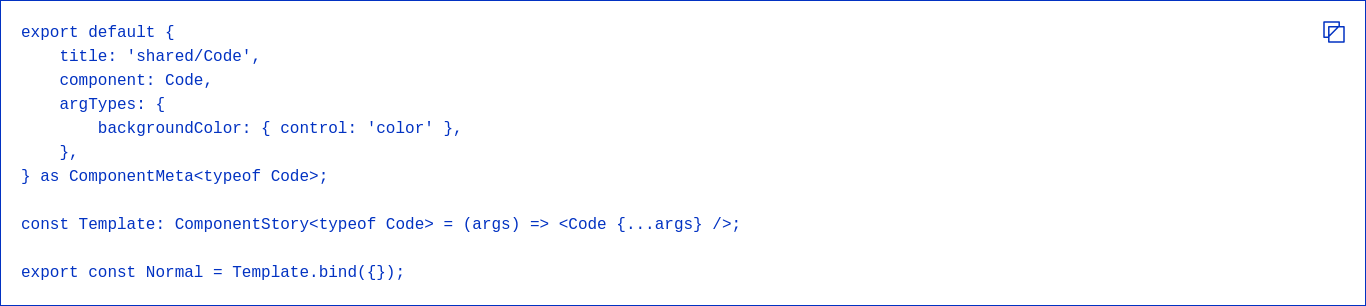 export default {
    title: 'shared/Code',
    component: Code,
    argTypes: {
        backgroundColor: { control: 'color' },
    },
} as ComponentMeta<typeof Code>;

const Template: ComponentStory<typeof Code> = (args) => <Code {...args} />;

export const Normal = Template.bind({});